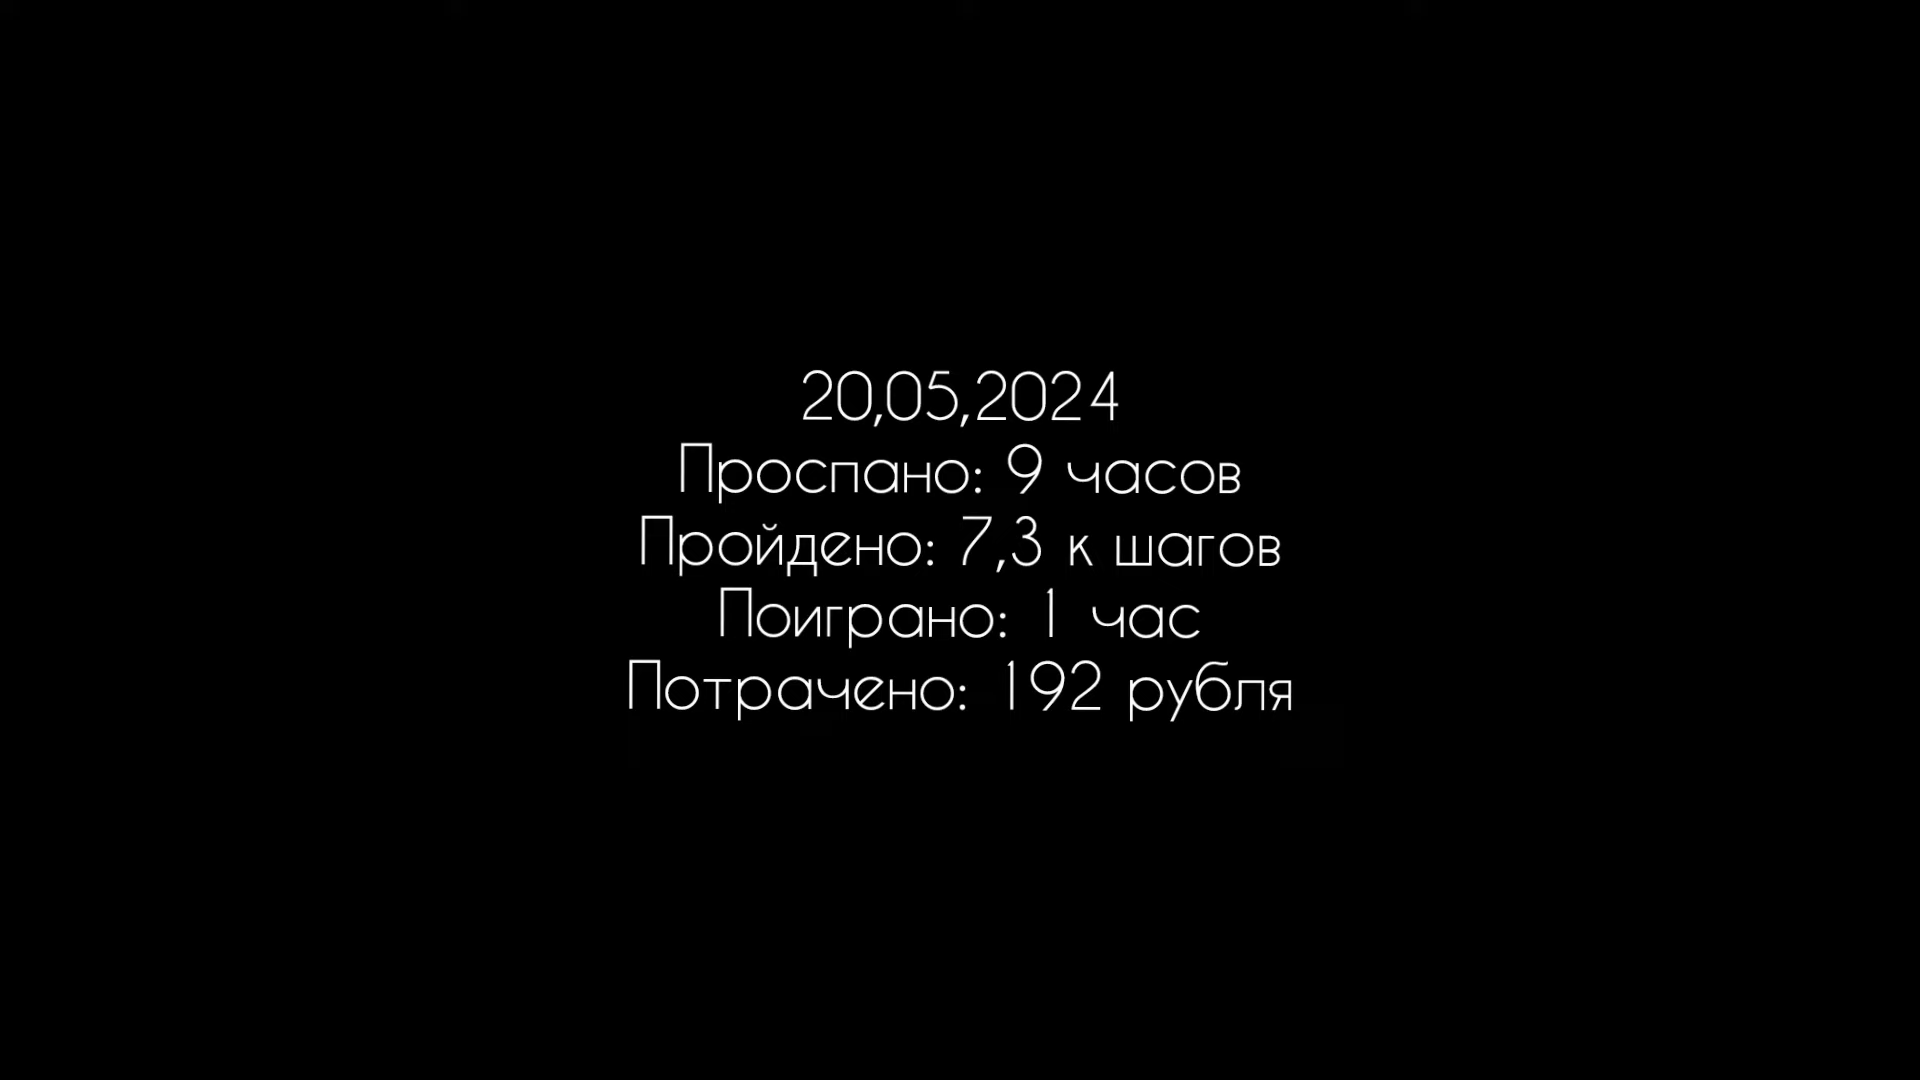 20,05,2024
Проспано: 9 часов
Пройдено: 7,3 к шагов
Поиграно: 1 час
Потрачено: 192 рубля